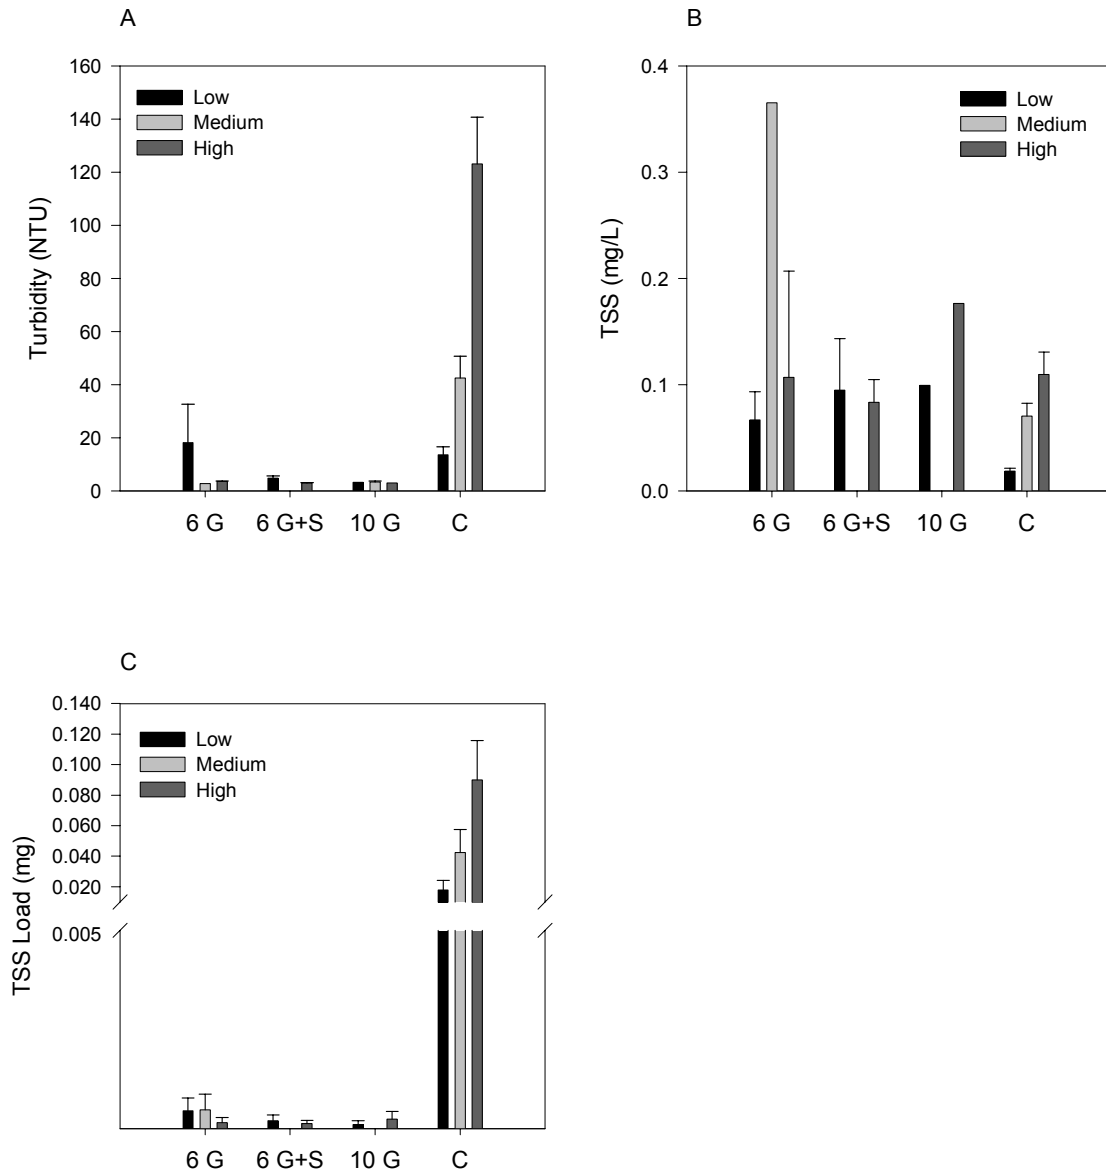 A
Turbidity (NTU)
160
140
120
100
80
60
40
20
0
Low
Medium
High
6 G 6 G+S 10 G C
B
TSS (mg/L)
0.4
0.3
0.2
0.1
0.0
Low
Medium
High
6 G 6 G+S 10 G C
C
TSS Load (mg)
0.140
0.120
0.100
0.080
0.060
0.040
0.020
0.005
Low
Medium
High
6 G 6 G+S 10 G C